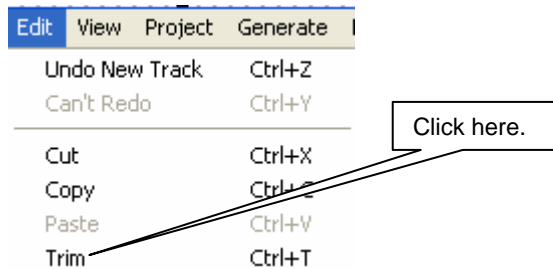 Edit View Project Generate
Undo New Track Ctrl+Z
Can't Redo Ctrl+Y
Click here.
Cut Ctrl+X
Copy Ctrl+C
Paste Ctrl+V
Trim Ctrl+T